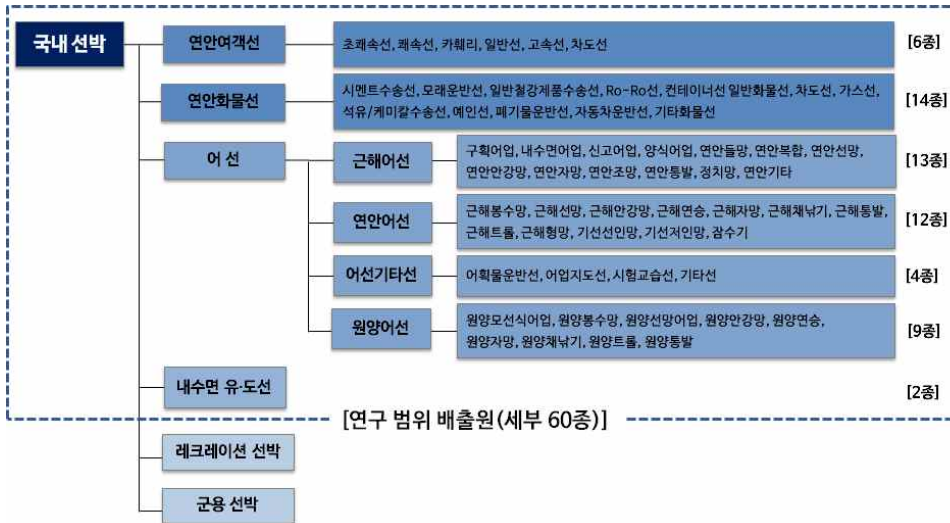 국내 선박
연안여객선
초쾌속선, 쾌속선, 카훼리, 일반선, 고속선, 차도선
[6종]
연안화물선
시멘트수송선, 모래운반선, 일반철강제품수송선, Ro-Ro선, 컨테이너선 일반화물선, 차도선, 가스선,
석유/케미칼수송선, 예인선, 폐기물운반선, 자동차운반선, 기타화물선
[14종]
어 선
근해어선
구획어업, 내수면어업, 신고어업, 양식어업, 연안들망, 연안복합, 연안선망,
연안안강망, 연안자망, 연안조망, 연안통발, 정치망, 연안기타
[13종]
연안어선
근해봉수망, 근해선망, 근해안강망, 근해연승, 근해자망, 근해채낚기, 근해통발,
근해트롤, 근해형망, 기선선인망, 기선저인망, 잠수기
[12종]
어선기타선
어획물운반선, 어업지도선, 시험교습선, 기타선
[4종]
원양어선
원양모선식어업, 원양봉수망, 원양선망어업, 원양안강망, 원양연승,
원양자망, 원양채낚기, 원양트롤, 원양통발
[9종]
내수면 유·도선
[2종]
[연구 범위 배출원(세부 60종)]
레크레이션 선박
군용 선박